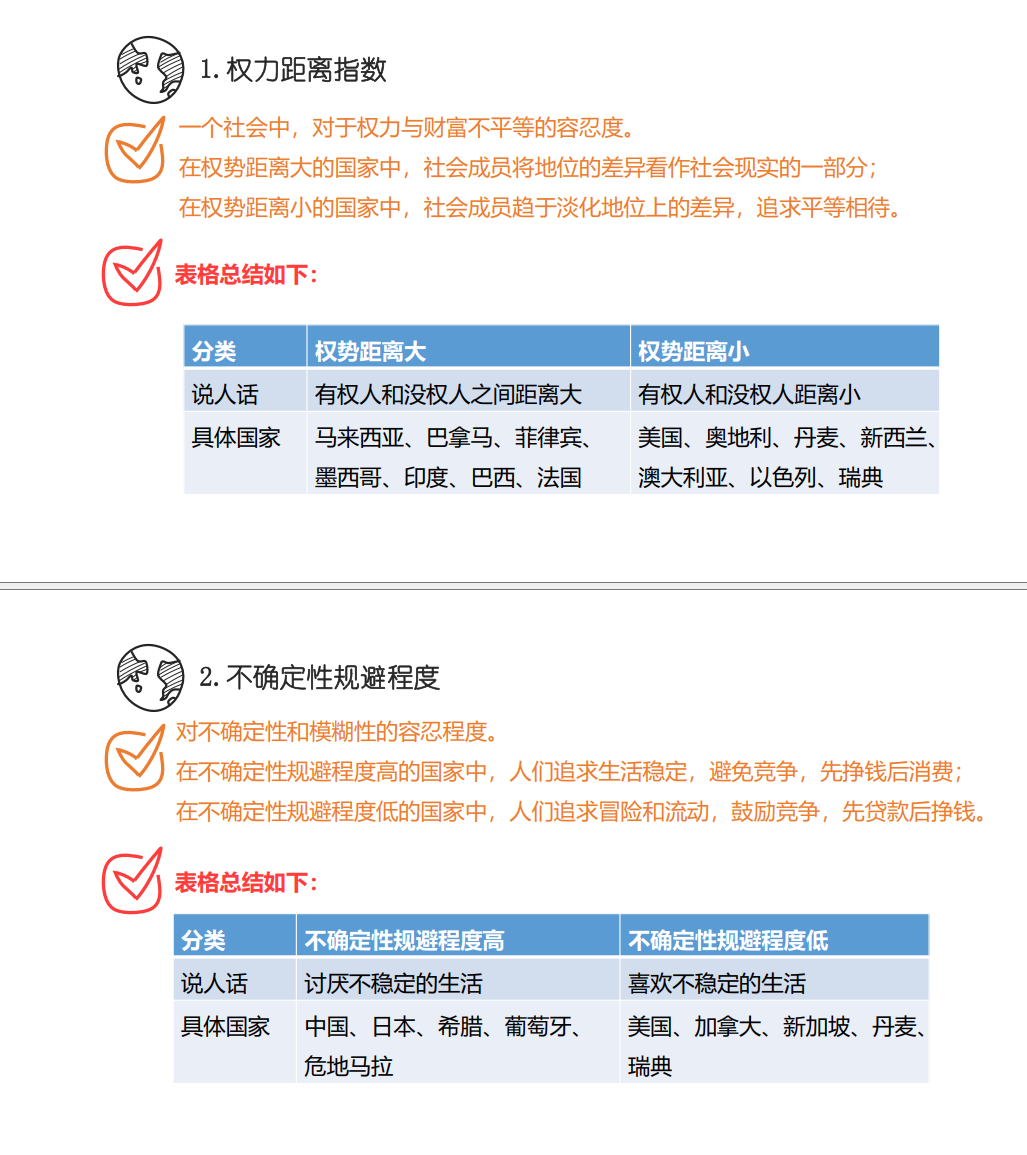 1.权力距离指数
一个社会中，对于权力与财富不平等的容忍度。
在权势距离大的国家中，社会成员将地位的差异看作社会现实的一部分；
在权势距离小的国家中，社会成员趋于淡化地位上的差异，追求平等相待。
表格总结如下：
分类 权势距离大 权势距离小
说人话 有权人和没权人之间距离大 有权人和没权人距离小
具体国家 马来西亚、巴拿马、菲律宾、 美国、奥地利、丹麦、新西兰、
墨西哥、印度、巴西、法国 澳大利亚、以色列、瑞典
2.不确定性规避程度
对不确定性和模糊性的容忍程度。
在不确定性规避程度高的国家中，人们追求生活稳定，避免竞争，先挣钱后消费；
在不确定性规避程度低的国家中，人们追求冒险和流动，鼓励竞争，先贷款后挣钱。
表格总结如下：
分类 不确定性规避程度高 不确定性规避程度低
说人话 讨厌不稳定的生活 喜欢不稳定的生活
具体国家 中国、日本、希腊、葡萄牙、 美国、加拿大、新加坡、丹麦、
危地马拉 瑞典